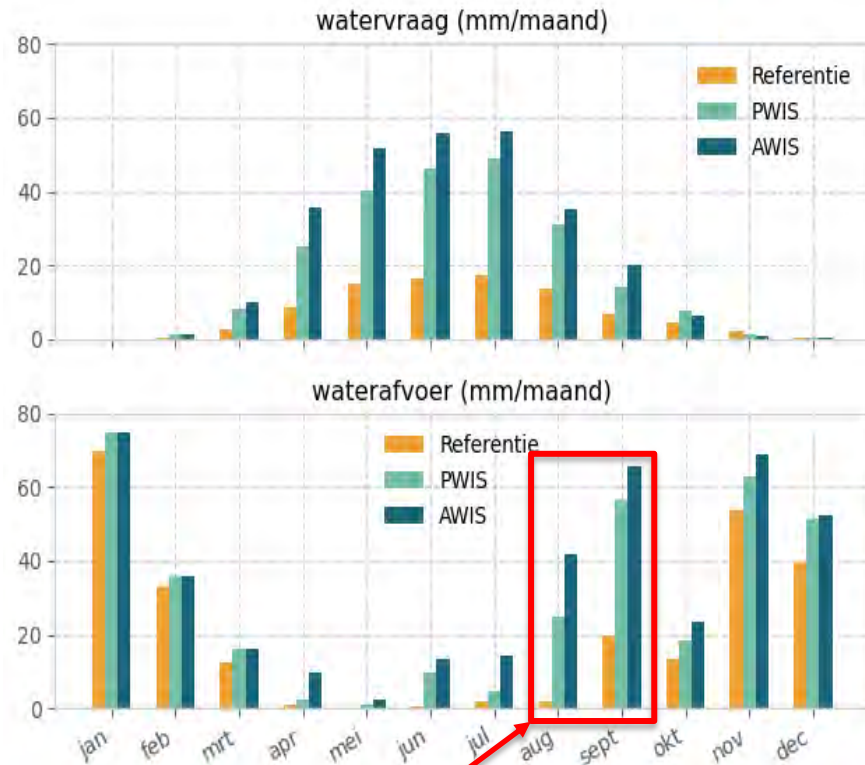 watervraag (mm/maand)
80
60
40
20
0
Referentie
PWIS
AWIS
waterafvoer (mm/maand)
80
60
40
20
0
Referentie
PWIS
AWIS
jan feb mrt apr mei jun jul aug sept okt nov dec